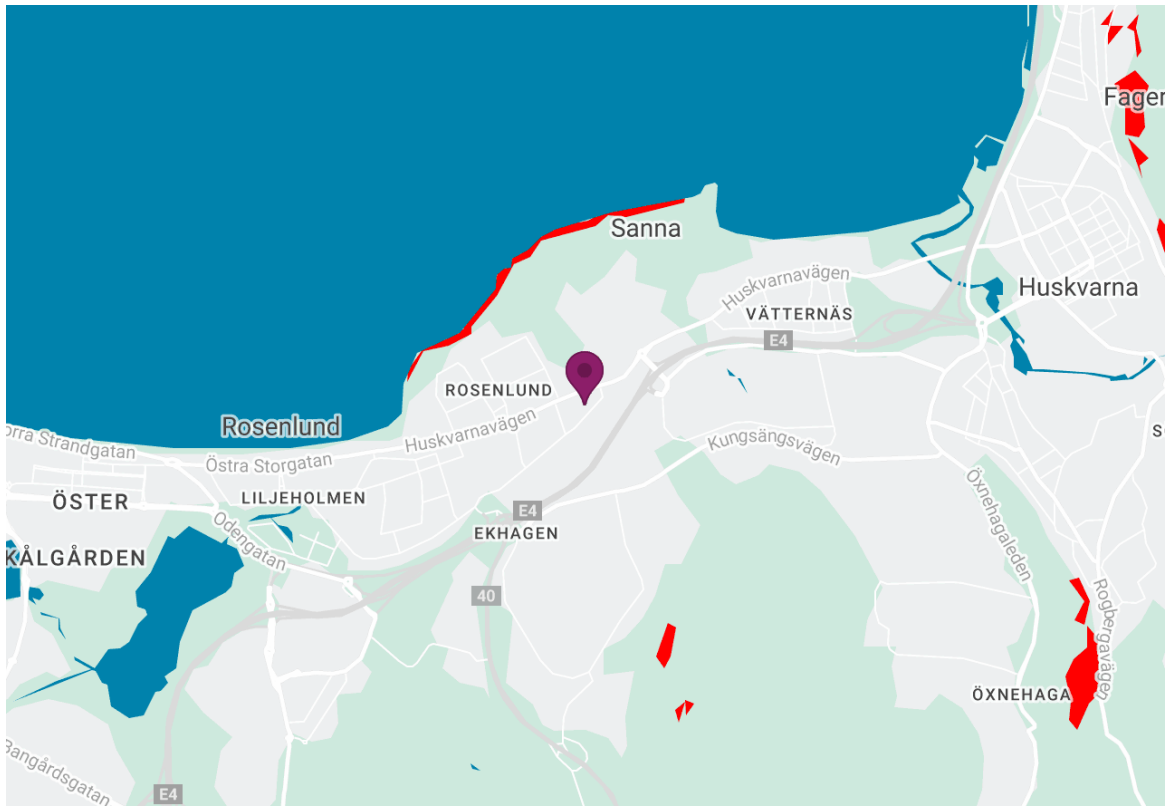 Fager
Sanna
Huskvarnavägen
Huskvarna
VÄTTERNÄS
E4
ROSENLUND
Rosenlund
Huskvarnavägen
orra Strandgatan
Östra Storgatan
Kungsängsvägen
ÖSTER
LILJEHOLMEN
Odengatan
E4
EKHAGEN
KÅLGÅRDEN
Öxnehagaleden
40
Rogbergavägen
ÖXNEHAGA
Bangårdsgatan
E4